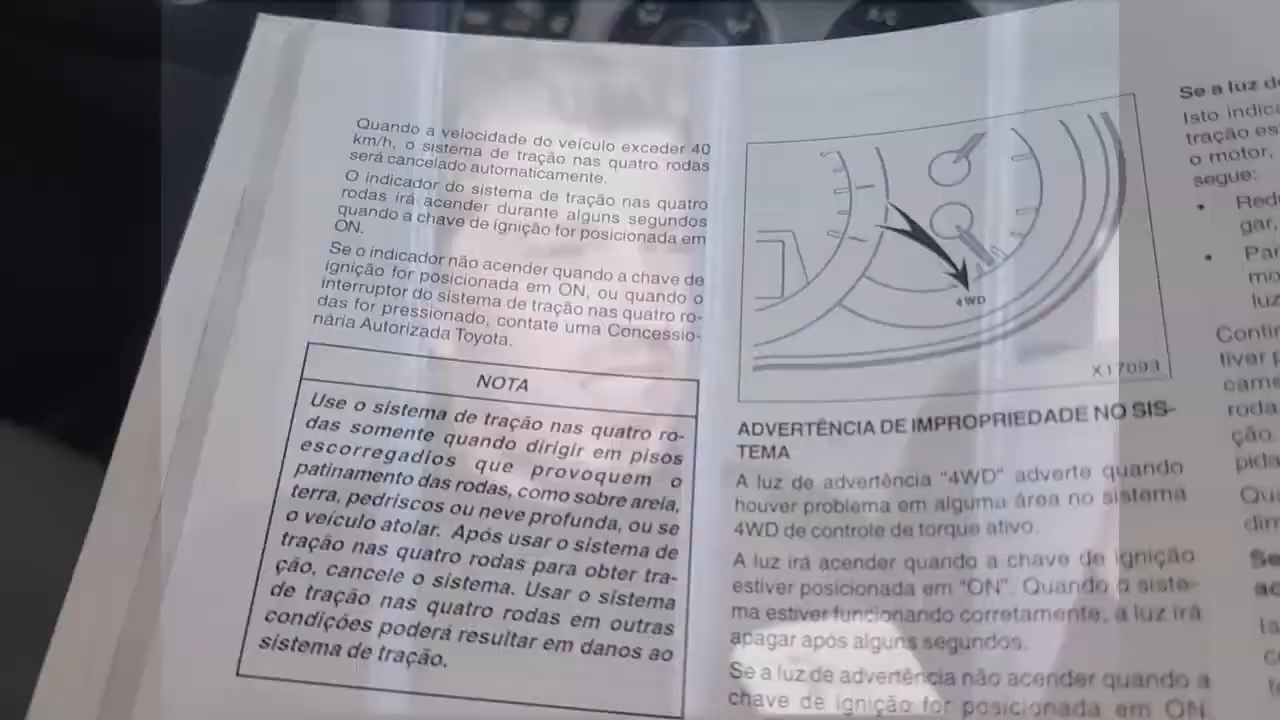 Quando a velocidade do veículo exceder 40
km/h, o sistema de tração nas quatro rodas
será cancelado automaticamente.
O indicador do sistema de tração nas quatro
rodas irá acender durante alguns segundos
quando a chave de ignição for posicionada em
ON.
Se o indicador não acender quando a chave de
ignição for posicionada em ON, ou quando o
interruptor do sistema de tração nas quatro ro-
das for pressionado, contate uma Concessio-
nária Autorizada Toyota.
NOTA
Use o sistema de tração nas quatro ro-
das somente quando dirigir em pisos
escorregadios que provoquem o
patinamento das rodas, como sobre areia,
terra, pedriscos ou neve profunda, ou se
o veículo atolar. Após usar o sistema de
tração nas quatro rodas para obter tra-
ção, cancele o sistema. Usar o sistema
de tração nas quatro rodas em outras
condições poderá resultar em danos ao
sistema de tração.
4WD
X17093
ADVERTÊNCIA DE IMPROPRIEDADE NO SIS-
TEMA
A luz de advertência "4WD" adverte quando
houver problema em alguma área no sistema
4WD de controle de torque ativo.
A luz irá acender quando a chave de ignição
estiver posicionada em "ON". Quando o siste-
ma estiver funcionando corretamente, a luz irá
apagar após alguns segundos.
Se a luz de advertência não acender quando a
chave de ignição for posicionada em ON,
Se a luz
Isto indica
tração
o motor,
segue:
gar,